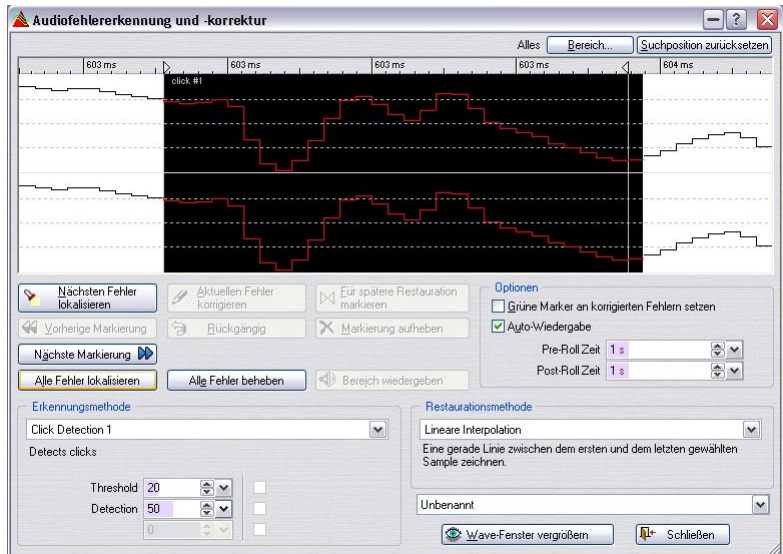 Audiofehlererkennung und -korrektur
Alles Bereich... Suchposition zurücksetzen
603 ms 603 ms 603 ms 603 ms 604 ms
click #1
Nächsten Fehler lokalisieren
Aktuellen Fehler korrigieren
Für spätere Restauration markieren
Vorherige Markierung
Rückgängig
Markierung aufheben
Nächste Markierung
Alle Fehler lokalisieren
Alle Fehler beheben
Bereich wiedergeben
Optionen
Grüne Marker an korrigierten Fehlern setzen
Auto-Wiedergabe
Pre-Roll Zeit 1 s
Post-Roll Zeit 1 s
Erkennungsmethode
Click Detection 1
Detects clicks
Threshold 20
Detection 50
0
Restaurationsmethode
Lineare Interpolation
Eine gerade Linie zwischen dem ersten und dem letzten gewählten
Sample zeichnen.
Unbenannt
Wave-Fenster vergrößern
Schließen